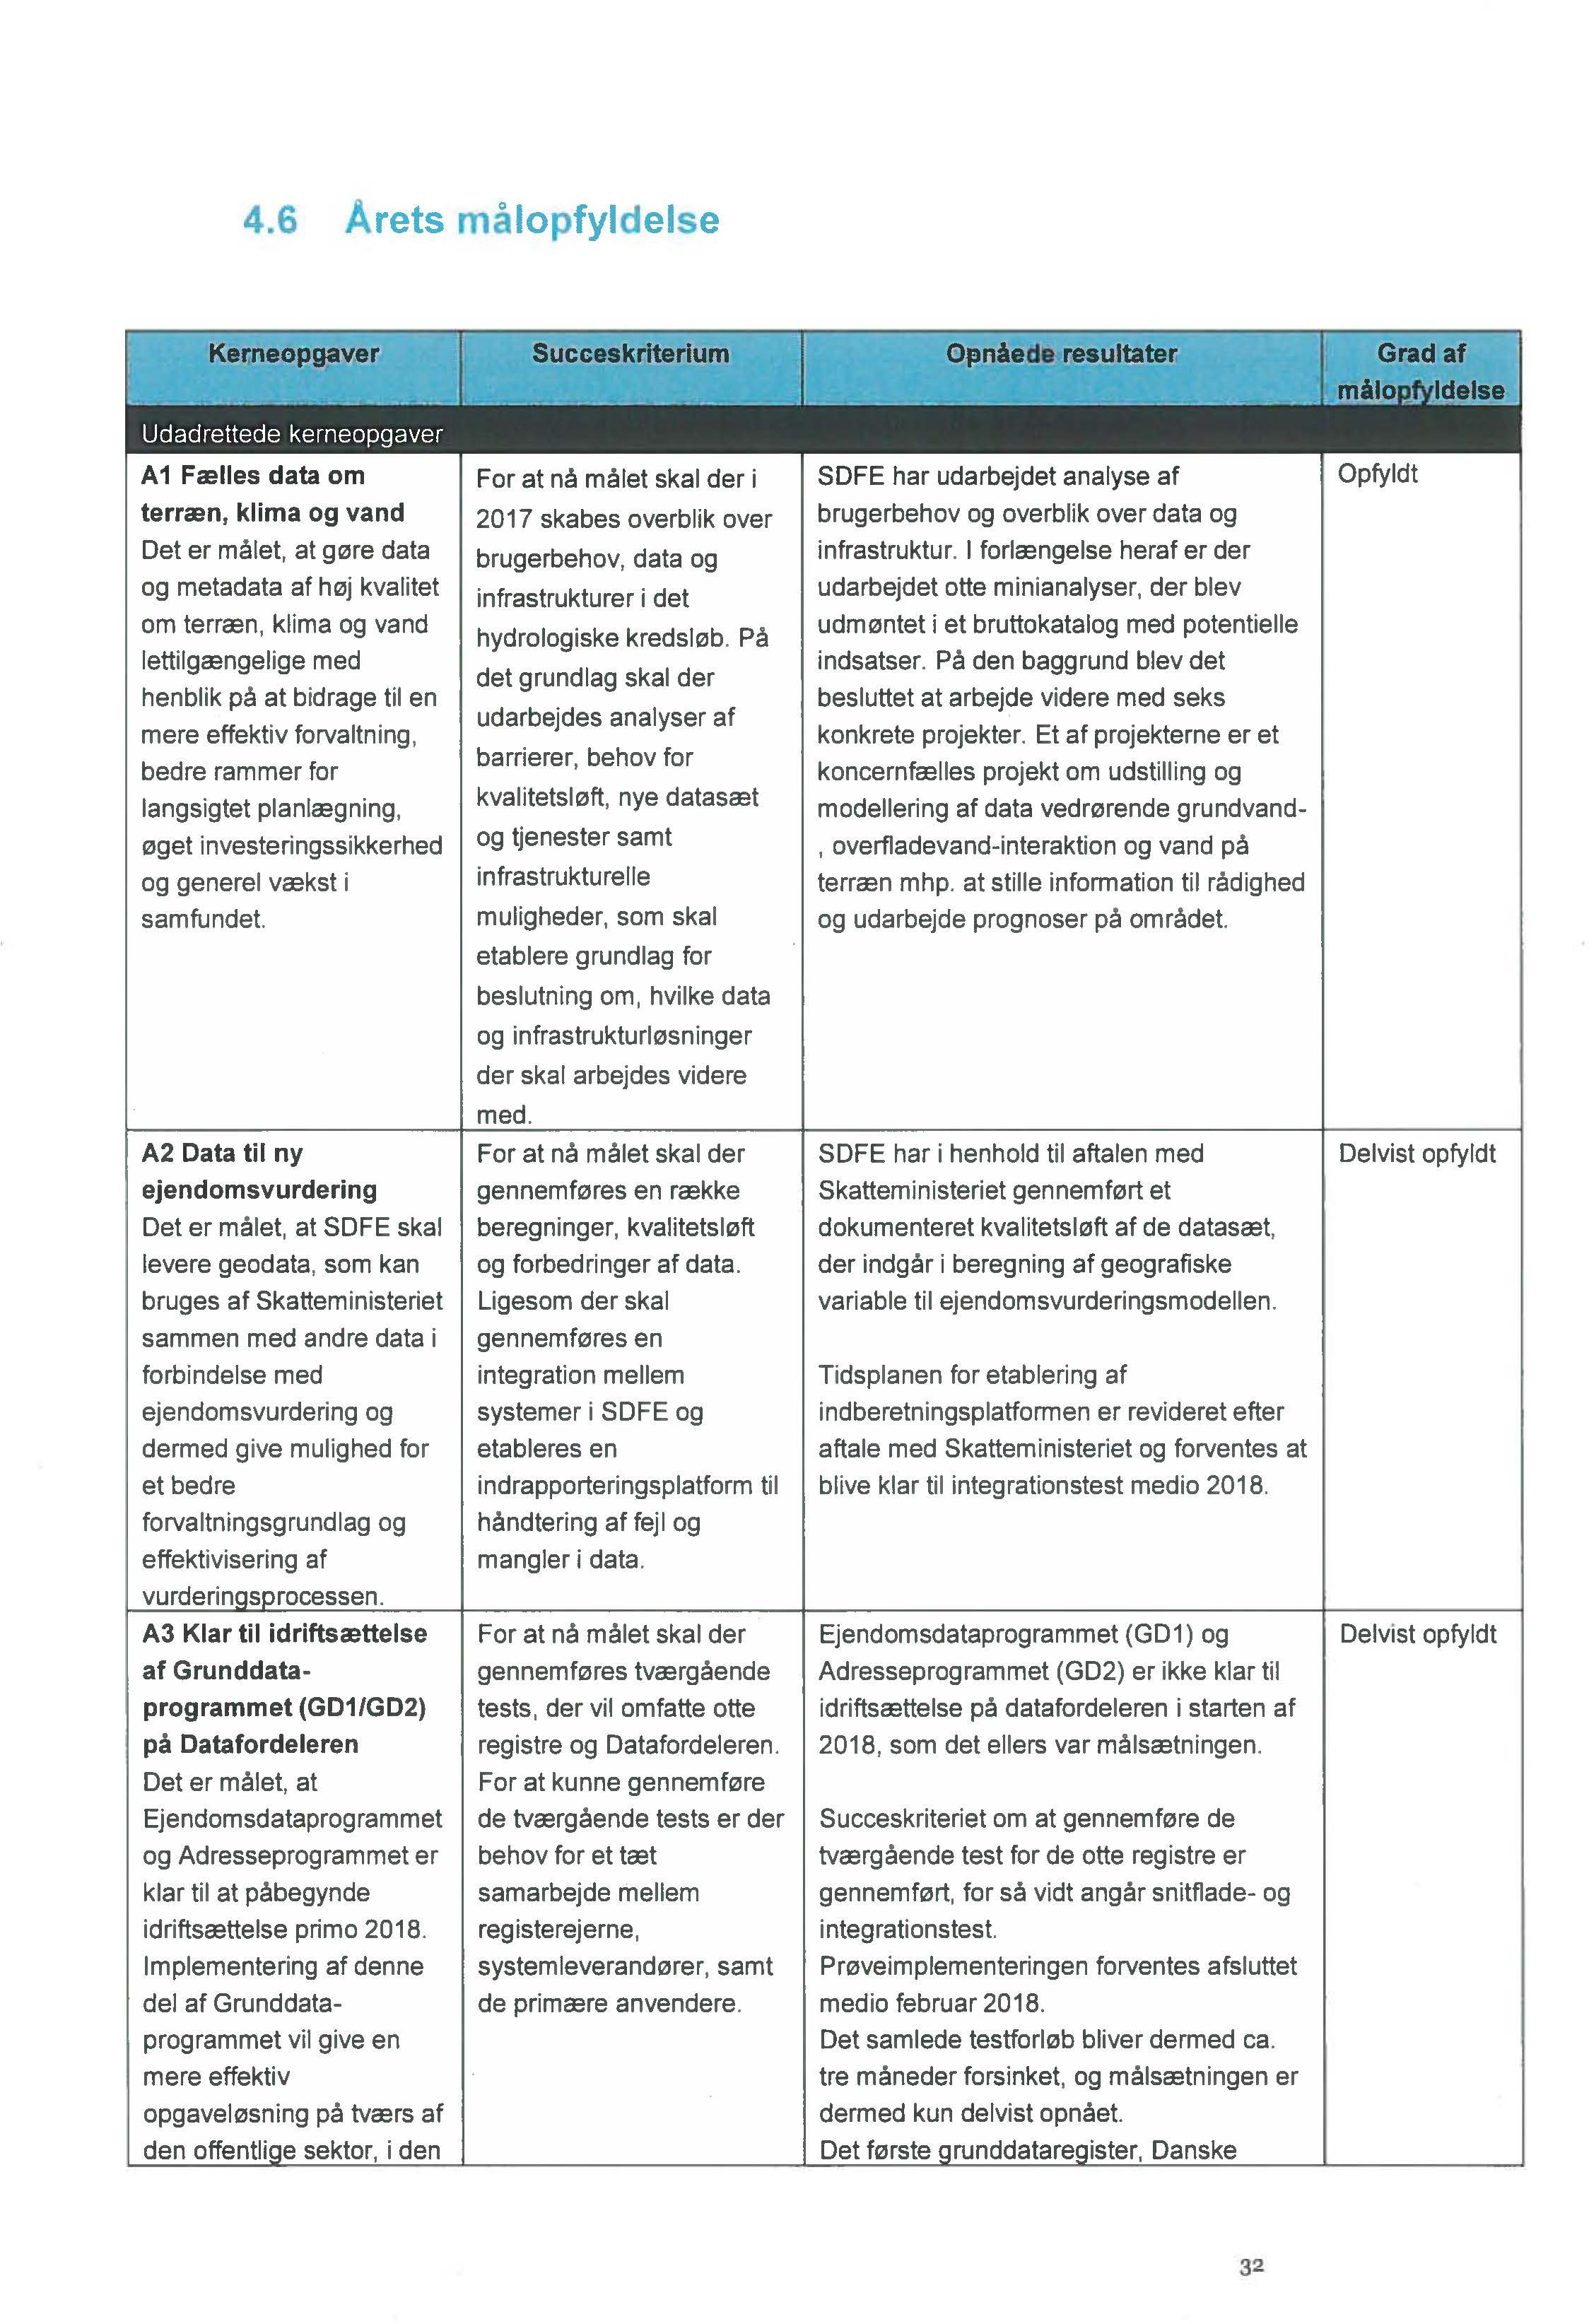 4.6 Årets målopfyldelse
Kerneopgaver
Succeskriterium
Opnåede resultater
Grad af
målopfyldelse
Udadrettede kerneopgaver
A1 Fælles data om
terræn, klima og vand
Det er målet, at gøre data
og metadata af høj kvalitet
om terræn, klima og vand
lettilgængelige med
henblik på at bidrage til en
mere effektiv forvaltning,
bedre rammer for
langsigtet planlægning,
øget investeringssikkerhed
og generel vækst i
samfundet.
For at nå målet skal der i
2017 skabes overblik over
brugerbehov, data og
infrastrukturer i det
hydrologiske kredsløb. På
det grundlag skal der
udarbejdes analyser af
barrierer, behov for
kvalitetsløft, nye datasæt
og tjenester samt
infrastrukturelle
muligheder, som skal
etablere grundlag for
beslutning om, hvilke data
og infrastrukturløsninger
der skal arbejdes videre
med.
SDFE har udarbejdet analyse af
brugerbehov og overblik over data og
infrastruktur. I forlængelse heraf er der
udarbejdet otte minianalyser, der blev
udmøntet i et bruttokatalog med potentielle
indsatser. På den baggrund blev det
besluttet at arbejde videre med seks
konkrete projekter. Et af projekterne er et
koncernfælles projekt om udstilling og
modellering af data vedrørende grundvand-
, overfladevand-interaktion og vand på
terræn mhp. at stille information til rådighed
og udarbejde prognoser på området.
Opfyldt
A2 Data til ny
ejendomsvurdering
Det er målet, at SDFE skal
levere geodata, som kan
bruges af Skatteministeriet
sammen med andre data i
forbindelse med
ejendomsvurdering og
dermed give mulighed for
et bedre
forvaltningsgrundlag og
effektivisering af
vurderingsprocessen.
For at nå målet skal der
gennemføres en række
beregninger, kvalitetsløft
og forbedringer af data.
Ligesom der skal
gennemføres en
integration mellem
systemer i SDFE og
etableres en
indrapporteringsplatform til
håndtering af fejl og
mangler i data.
SDFE har i henhold til aftalen med
Skatteministeriet gennemført et
dokumenteret kvalitetsløft af de datasæt,
der indgår i beregning af geografiske
variable til ejendomsvurderingsmodellen.
Tidsplanen for etablering af
indberetningsplatformen er revideret efter
aftale med Skatteministeriet og forventes at
blive klar til integrationstest medio 2018.
Delvist opfyldt
A3 Klar til idriftsættelse
af Grunddata-
programmet (GD1/GD2)
på Datafordeleren
Det er målet, at
Ejendomsdataprogrammet
og Adresseprogrammet er
klar til at påbegynde
idriftsættelse primo 2018.
Implementering af denne
del af Grunddata-
programmet vil give en
mere effektiv
opgaveløsning på tværs af
den offentlige sektor, i den
For at nå målet skal der
gennemføres tværgående
tests, der vil omfatte otte
registre og Datafordeleren.
For at kunne gennemføre
de tværgående tests er der
behov for et tæt
samarbejde mellem
registerejerne,
systemleverandører, samt
de primære anvendere.
Ejendomsdataprogrammet (GD1) og
Adresseprogrammet (GD2) er ikke klar til
idriftsættelse på datafordeleren i starten af
2018, som det ellers var målsætningen.
Succeskriteriet om at gennemføre de
tværgående test for de otte registre er
gennemført, for så vidt angår snitflade- og
integrationstest.
Prøveimplementeringen forventes afsluttet
medio februar 2018.
Det samlede testforløb bliver dermed ca.
tre måneder forsinket, og målsætningen er
dermed kun delvist opnået.
Det første grunddataregister, Danske
Delvist opfyldt
32